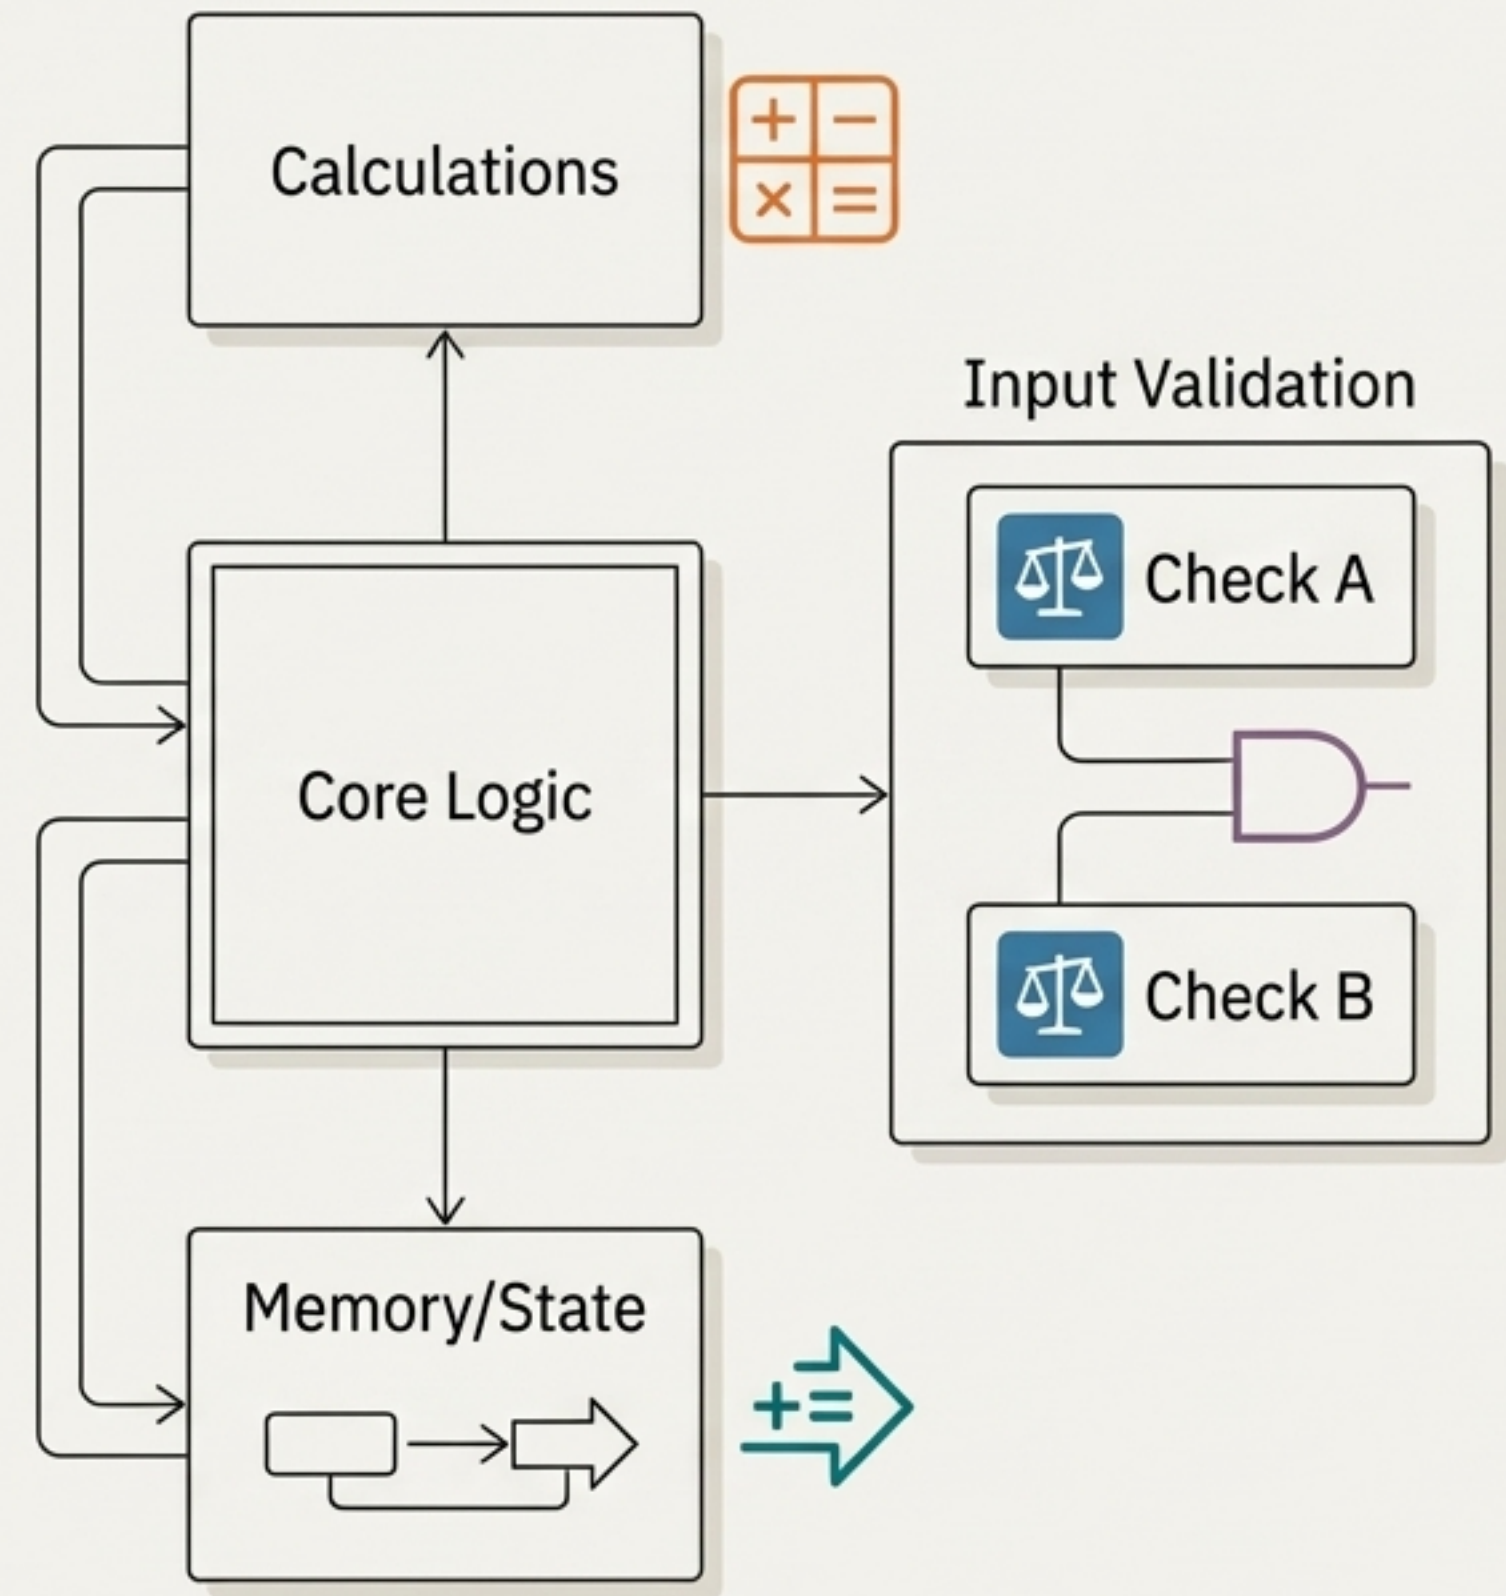 Calculations
+ −
× =
Input Validation
Check A
Core Logic
Check B
Memory/State
+=